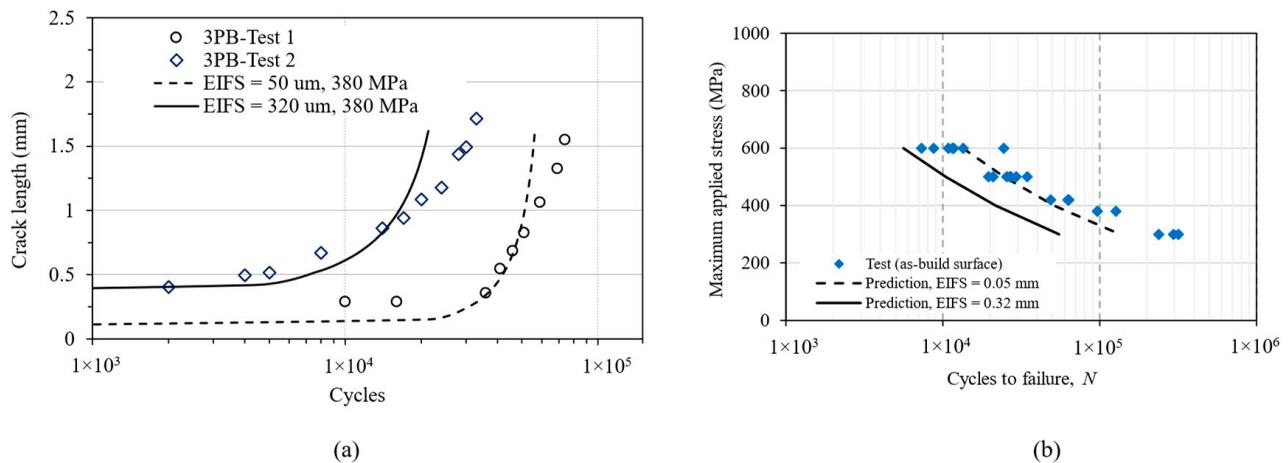 2.5
2
1.5
1
0.5
0
Crack length (mm)
3PB-Test 1
3PB-Test 2
EIFS = 50 um, 380 MPa
EIFS = 320 um, 380 MPa
1×10³
1×10⁴
1×10⁵
Cycles
(a)
1000
800
600
400
200
0
Maximum applied stress (MPa)
Test (as-build surface)
Prediction, EIFS = 0.05 mm
Prediction, EIFS = 0.32 mm
1×10³
1×10⁴
1×10⁵
1×10⁶
Cycles to failure, N
(b)